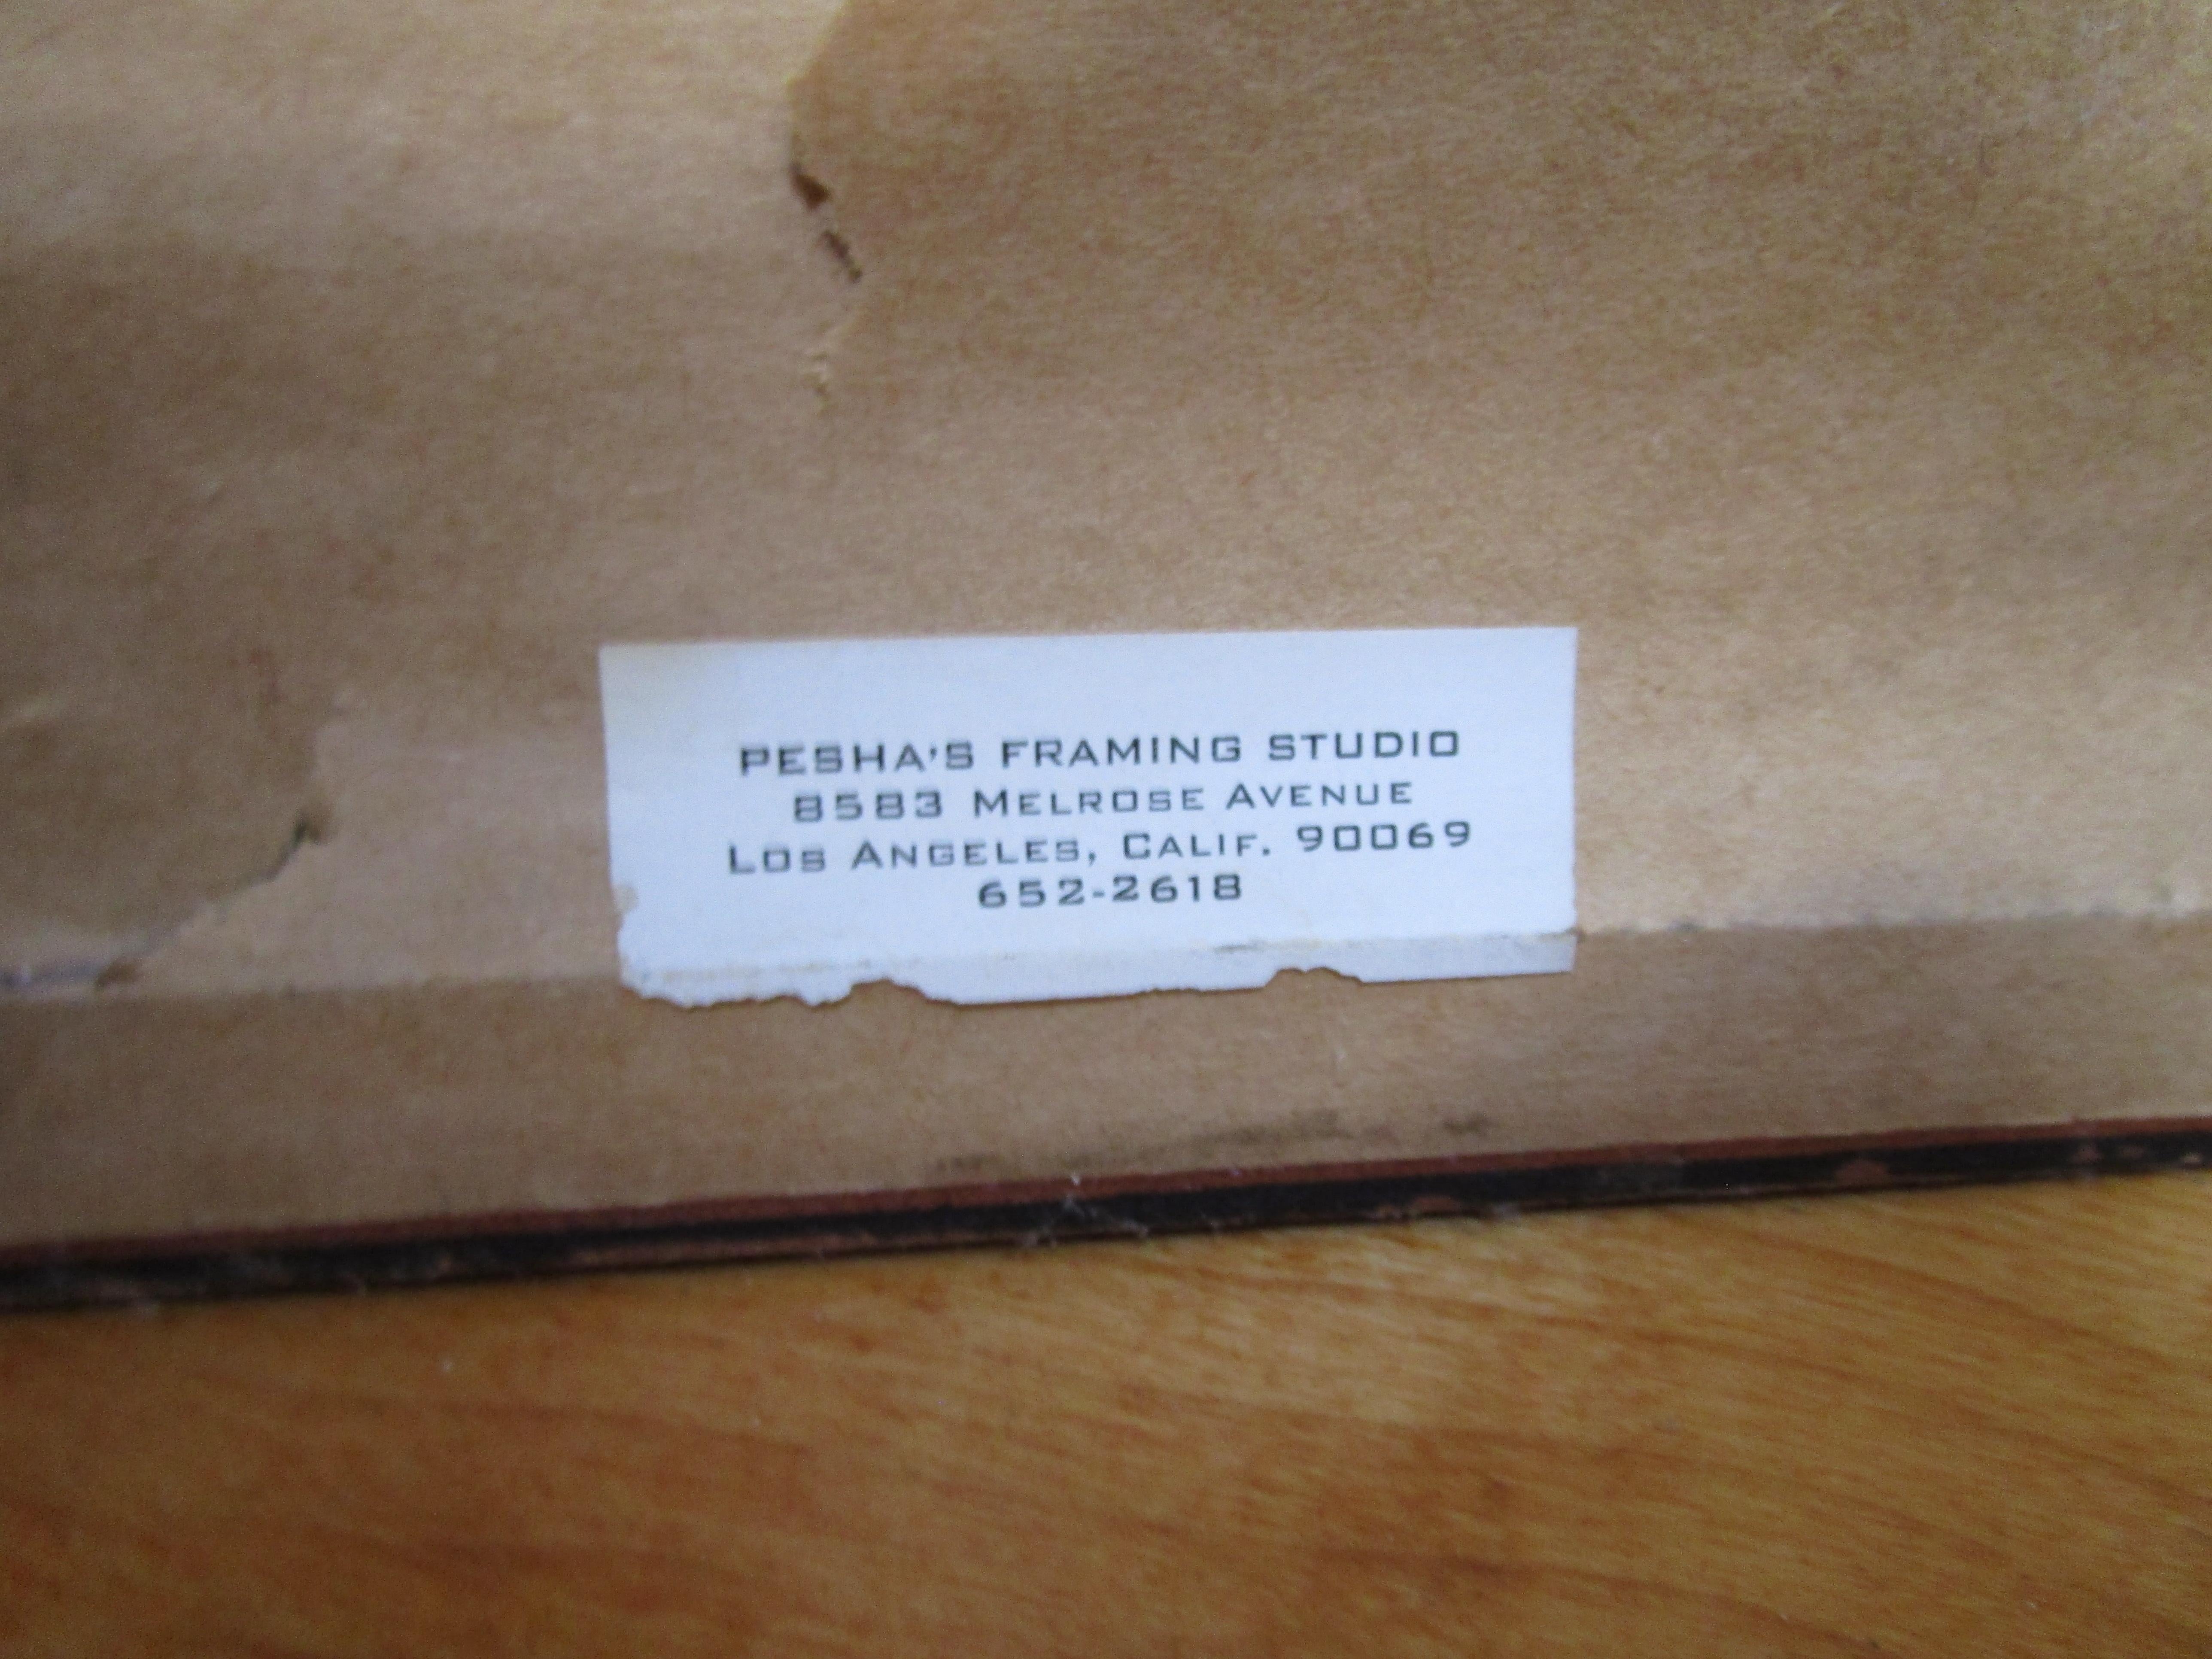 PESHA'S FRAMING STUDIO
8583 MELROSE AVENUE
LOS ANGELES, CALIF. 90069
652-2618